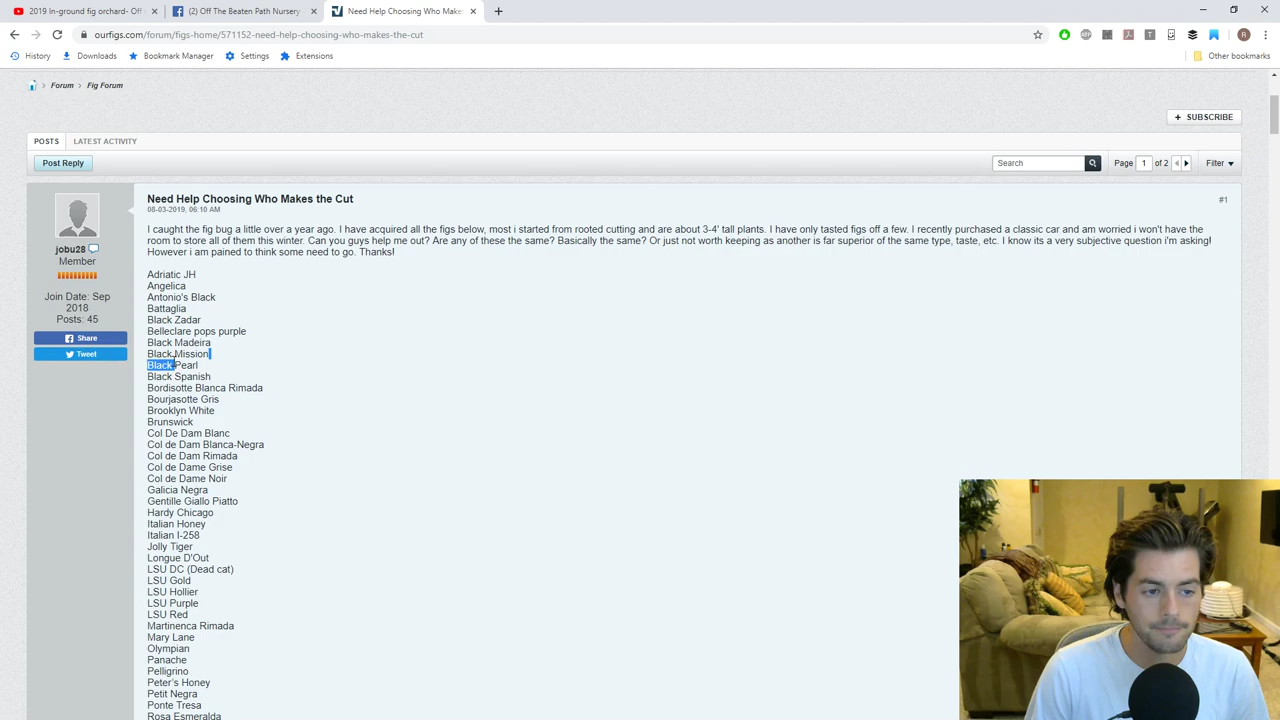 2019 In-ground fig orchard- Off
(2) Off The Beaten Path Nursery -
Need Help Choosing Who Makes
ourfigs.com/forum/figs-home/571152-need-help-choosing-who-makes-the-cut
History
Downloads
Bookmark Manager
Settings
Extensions
Other bookmarks
Forum
Fig Forum
+ SUBSCRIBE
POSTS
LATEST ACTIVITY
Post Reply
Search
Page 1 of 2
Filter
Need Help Choosing Who Makes the Cut
08-03-2019, 06:10 AM
#1
jobu28
Member
Join Date: Sep
2018
Posts: 45
Share
Tweet
I caught the fig bug a little over a year ago. I have acquired all the figs below, most i started from rooted cutting and are about 3-4' tall plants. I have only tasted figs off a few. I recently purchased a classic car and am worried i won't have the
room to store all of them this winter. Can you guys help me out? Are any of these the same? Basically the same? Or just not worth keeping as another is far superior of the same type, taste, etc. I know its a very subjective question i'm asking!
However i am pained to think some need to go. Thanks!
Adriatic JH
Angelica
Antonio's Black
Battaglia
Black Zadar
Belleclare pops purple
Black Madeira
Black Mission
Black Pearl
Black Spanish
Bordisotte Blanca Rimada
Bourjasotte Gris
Brooklyn White
Brunswick
Col De Dam Blanc
Col de Dam Blanca-Negra
Col de Dam Rimada
Col de Dame Grise
Col de Dame Noir
Galicia Negra
Gentille Giallo Piatto
Hardy Chicago
Italian Honey
Italian I-258
Jolly Tiger
Longue D'Out
LSU DC (Dead cat)
LSU Gold
LSU Hollier
LSU Purple
LSU Red
Martinenca Rimada
Mary Lane
Olympian
Panache
Pelligrino
Peter's Honey
Petit Negra
Ponte Tresa
Rosa Esmeralda